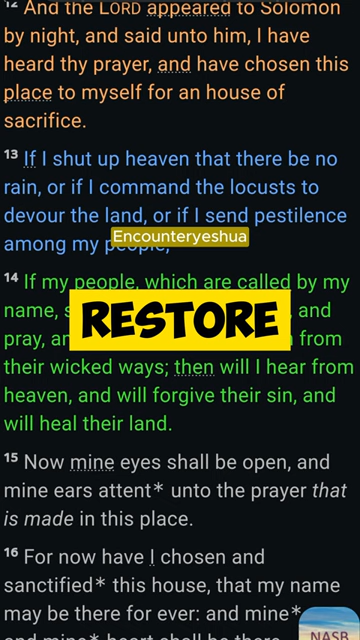 12 And the LORD appeared to Solomon
by night, and said unto him, I have
heard thy prayer, and have chosen this
place to myself for an house of
sacrifice.
13 If I shut up heaven that there be no
rain, or if I command the locusts to
devour the land, or if I send pestilence
among my people,
Encounteryeshua
14 If my people, which are called by my
name, and
RESTORE
pray, from
their wicked ways; then will I hear from
heaven, and will forgive their sin, and
will heal their land.
15 Now mine eyes shall be open, and
mine ears attent* unto the prayer that
is made in this place.
16 For now have I chosen and
sanctified* this house, that my name
may be there for ever: and mine*
and mine* heart shall be there
NASB